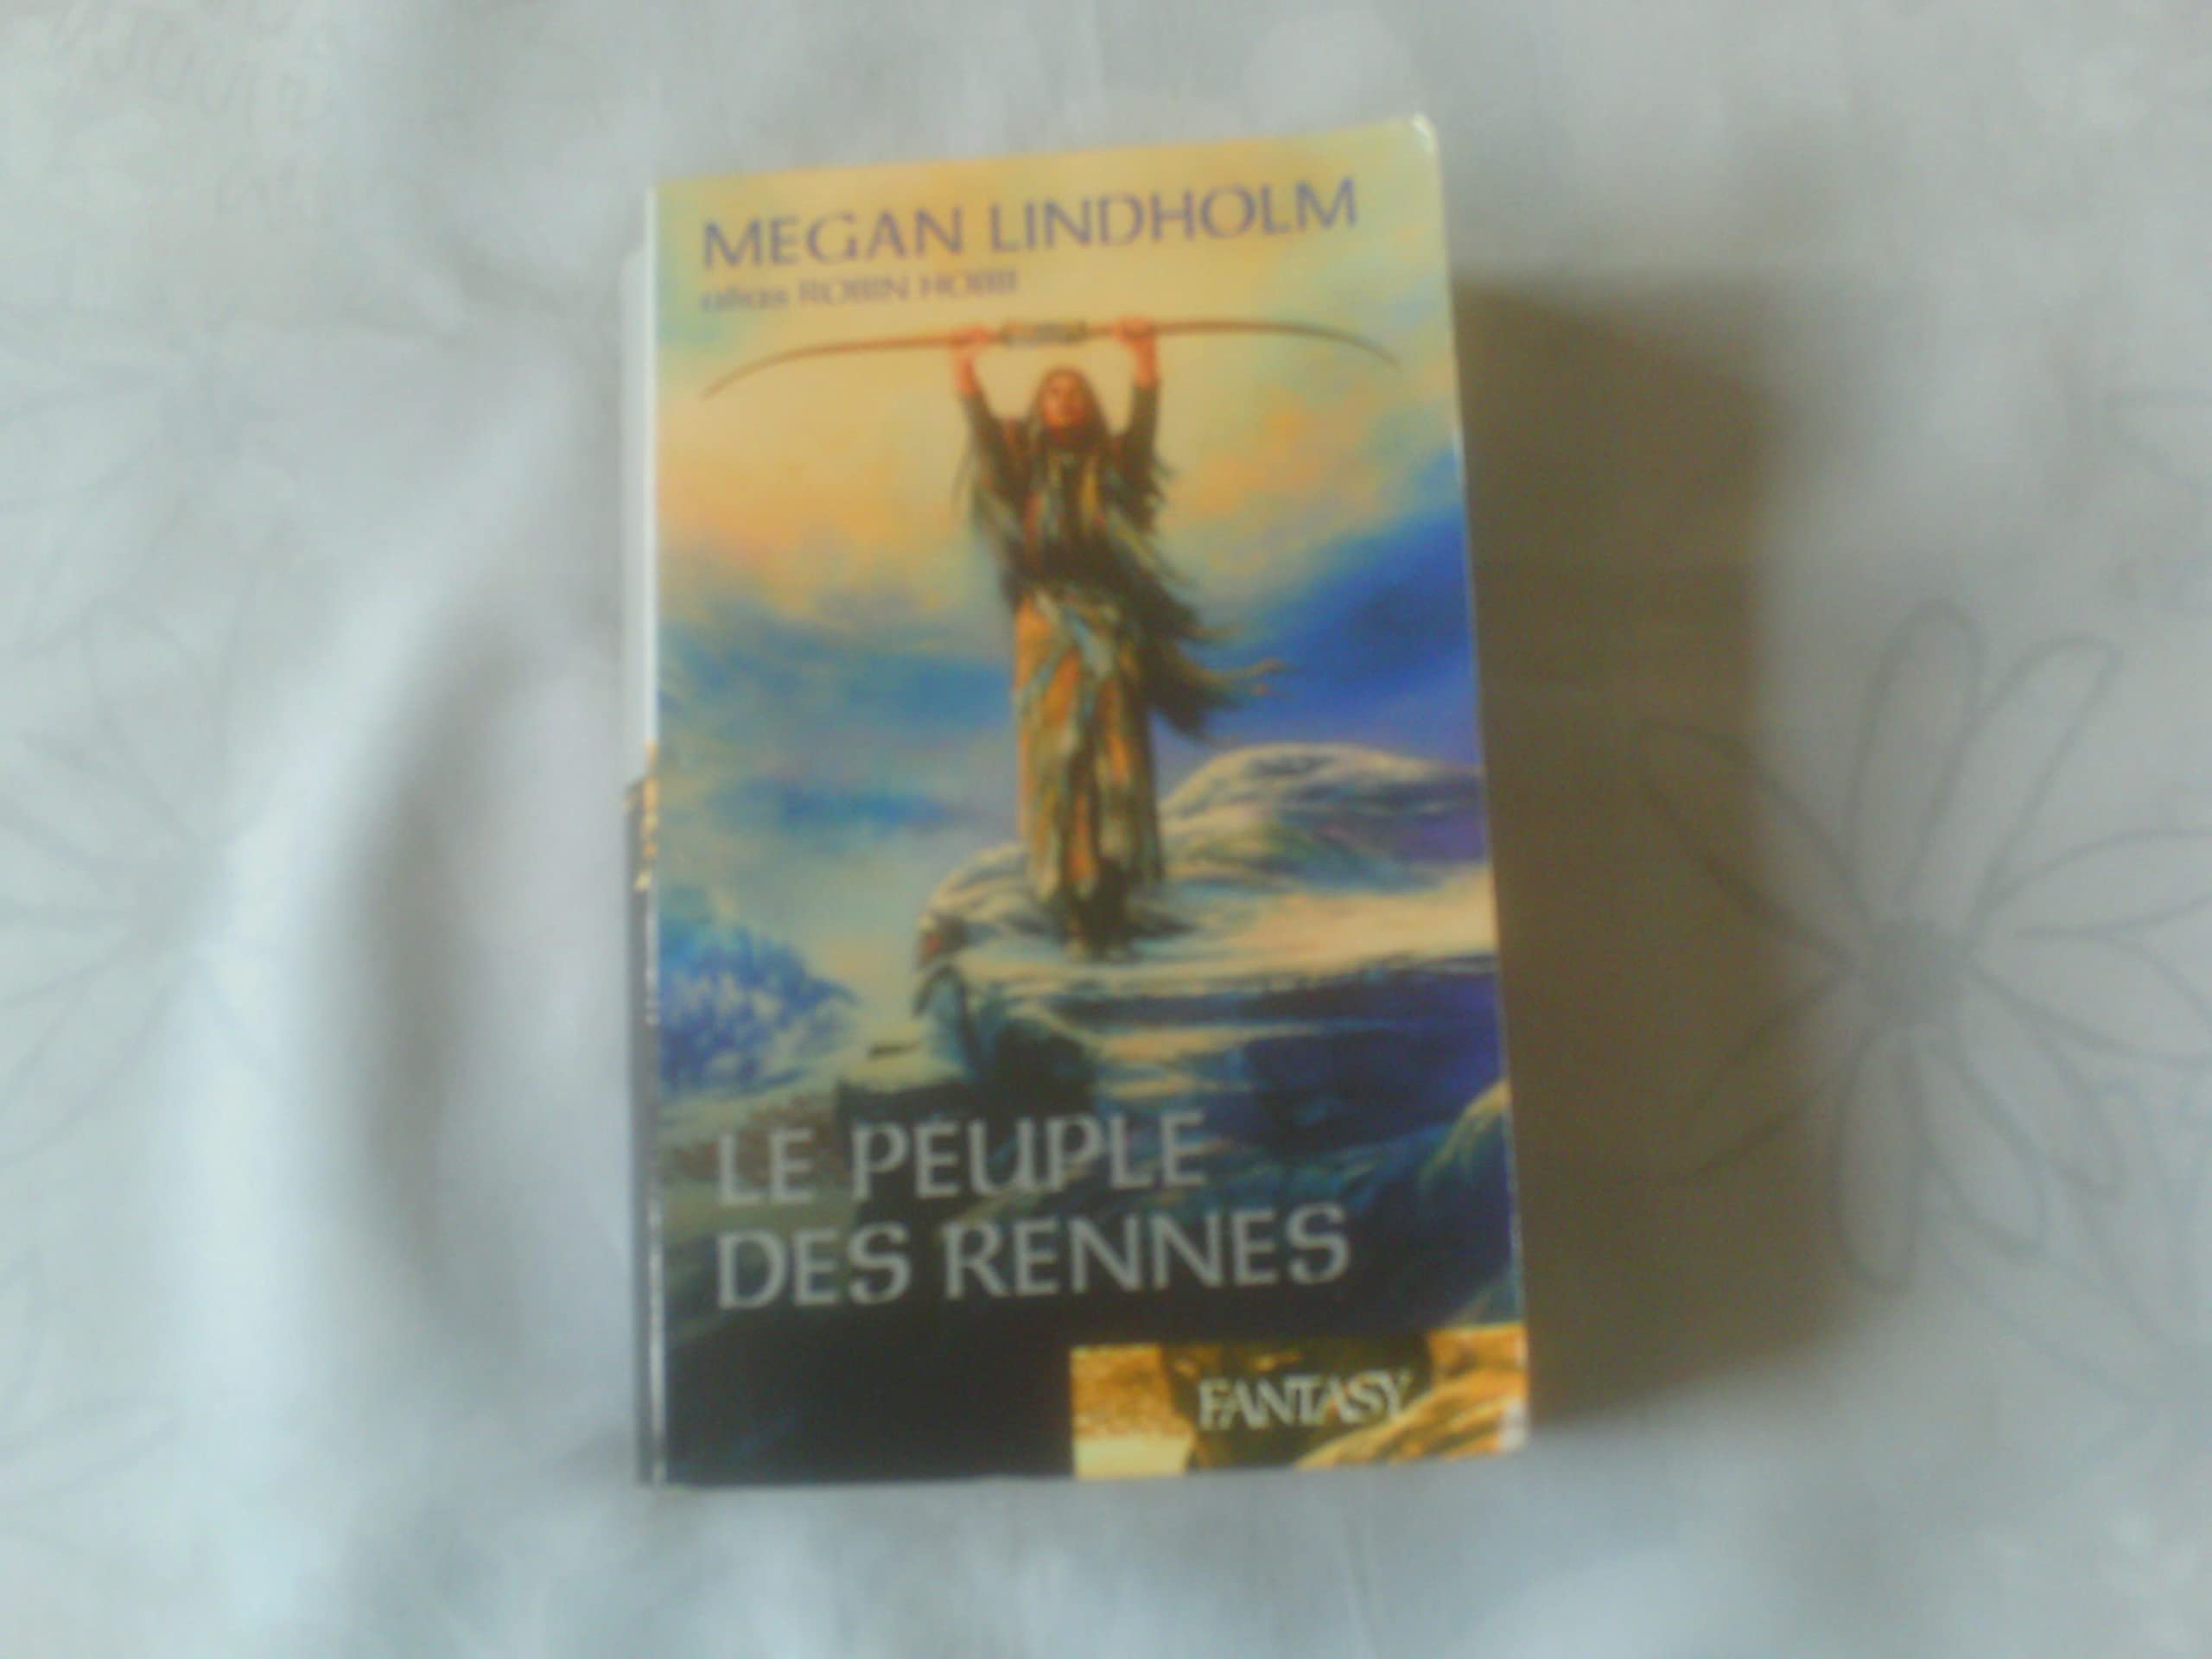 MEGAN LINDHOLM
alias ROBIN HOBB
LE PEUPLE
DES RENNES
FANTASY